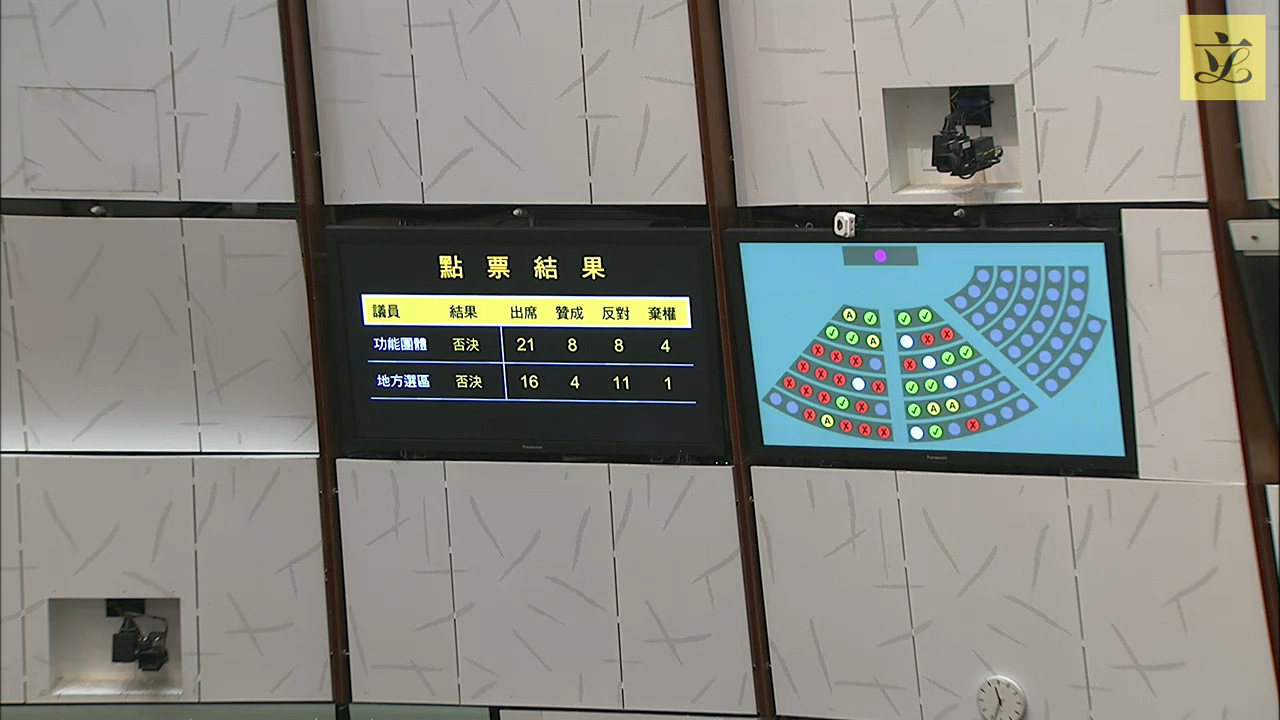 點票結果
議員 結果 出席 贊成 反對 棄權
功能團體 否決 21 8 8 4
地方選區 否決 16 4 11 1